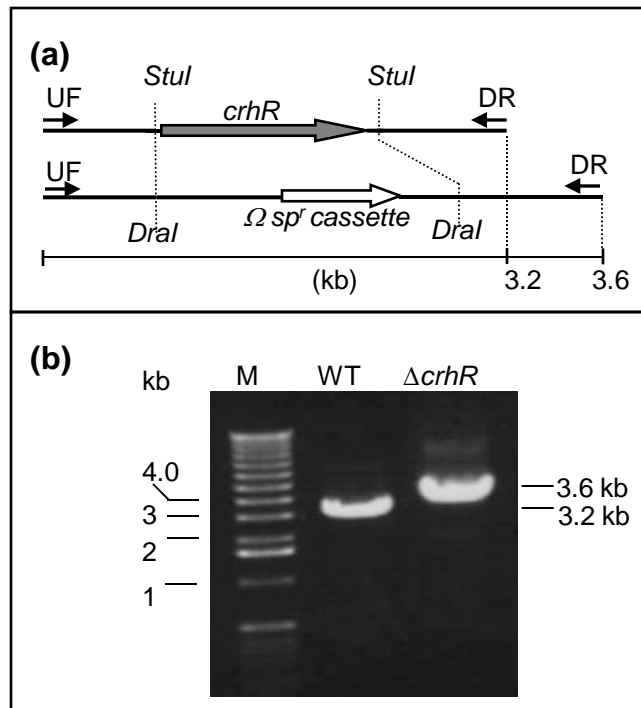 (a)
StuI StuI
UF crhR DR
UF DR
Ω spʳ cassette
DraI DraI
(kb) 3.2 3.6
(b)
kb M WT ΔcrhR
4.0
3
2
1
3.6 kb
3.2 kb